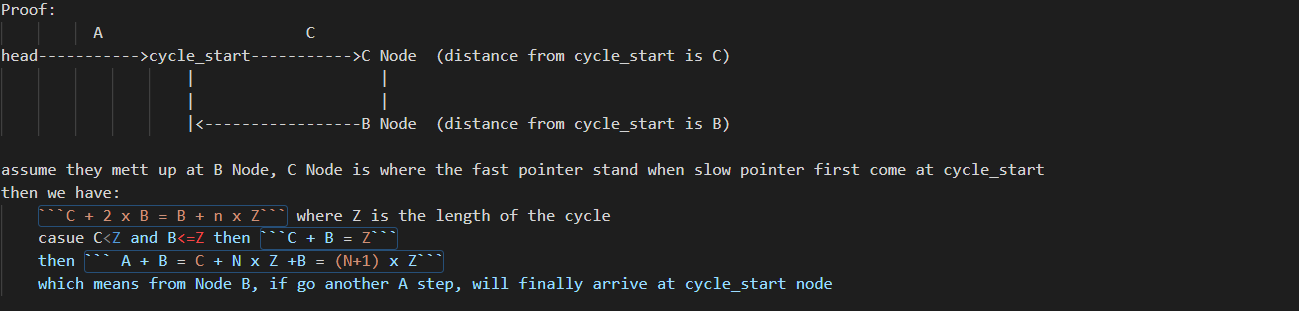 Proof:
A C
head----------->cycle_start----------->C Node (distance from cycle_start is C)
| |
| |
|<-----------------B Node (distance from cycle_start is B)
assume they mett up at B Node, C Node is where the fast pointer stand when slow pointer first come at cycle_start
then we have:
```C + 2 x B = B + n x Z``` where Z is the length of the cycle
casue C<Z and B<=Z then ```C + B = Z```
then ``` A + B = C + N x Z +B = (N+1) x Z```
which means from Node B, if go another A step, will finally arrive at cycle_start node